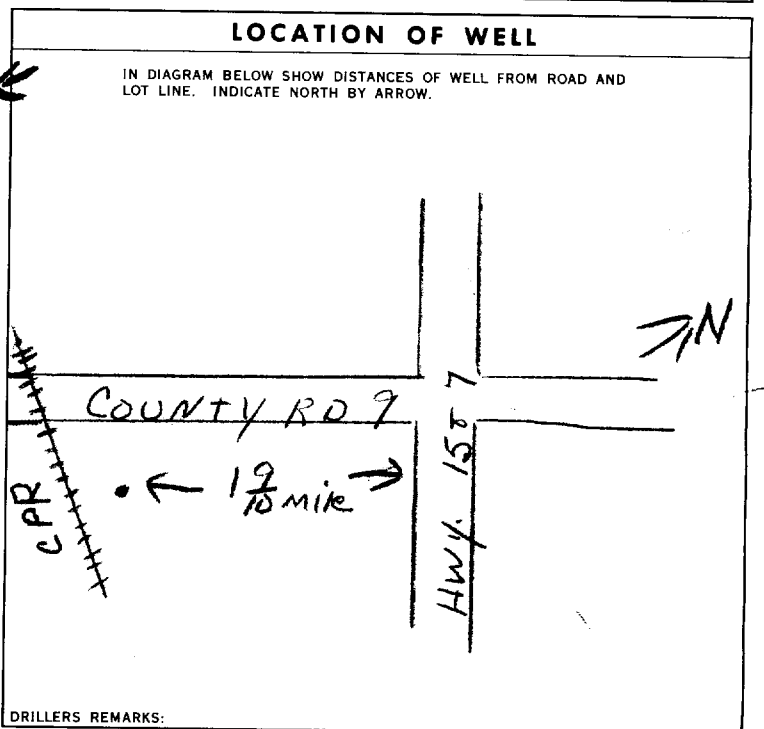 LOCATION OF WELL
IN DIAGRAM BELOW SHOW DISTANCES OF WELL FROM ROAD AND
LOT LINE. INDICATE NORTH BY ARROW.
N
COUNTY RD 9
1 9/10 mile
CPR
HWY. 15 7
DRILLERS REMARKS: